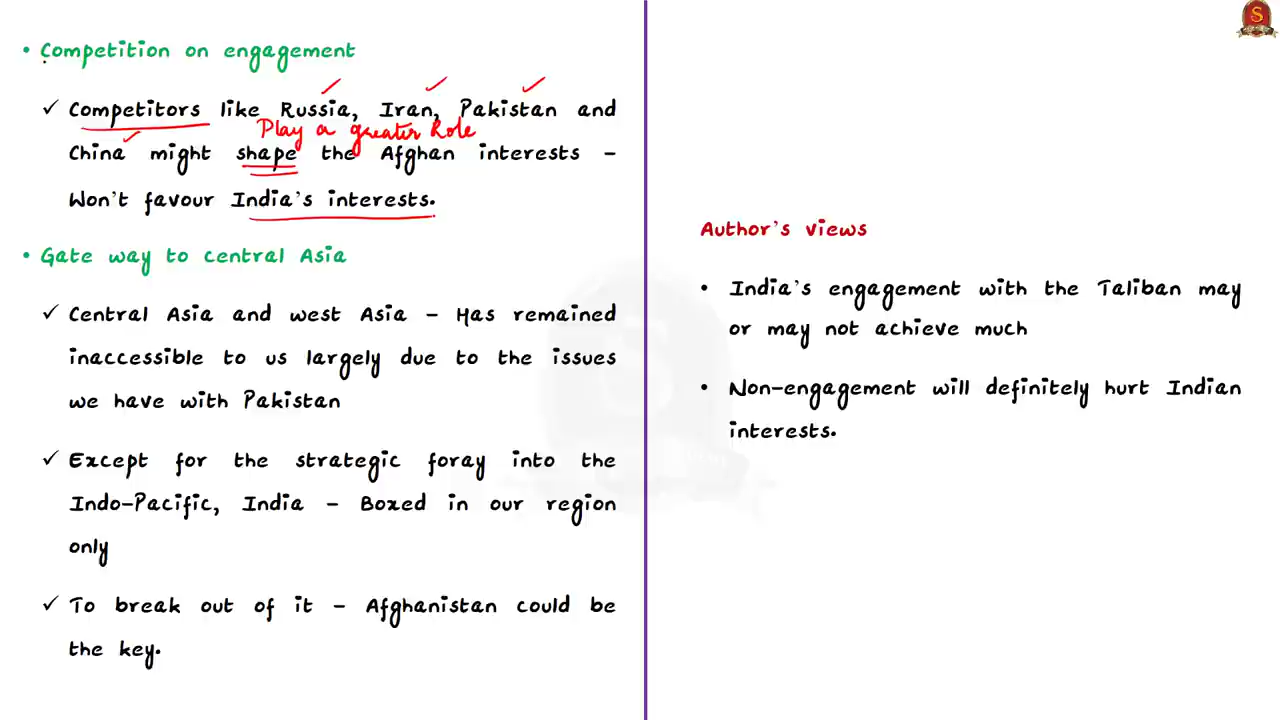 • Competition on engagement
✓ Competitors like Russia, Iran, Pakistan and
Play a greater Role
China might shape the Afghan interests –
Won't favour India's interests.
• Gate way to central Asia
✓ Central Asia and west Asia – Has remained
inaccessible to us largely due to the issues
we have with Pakistan
✓ Except for the strategic foray into the
Indo-Pacific, India – Boxed in our region
only
✓ To break out of it – Afghanistan could be
the key.
Author's views
• India's engagement with the Taliban may
or may not achieve much
• Non-engagement will definitely hurt Indian
interests.